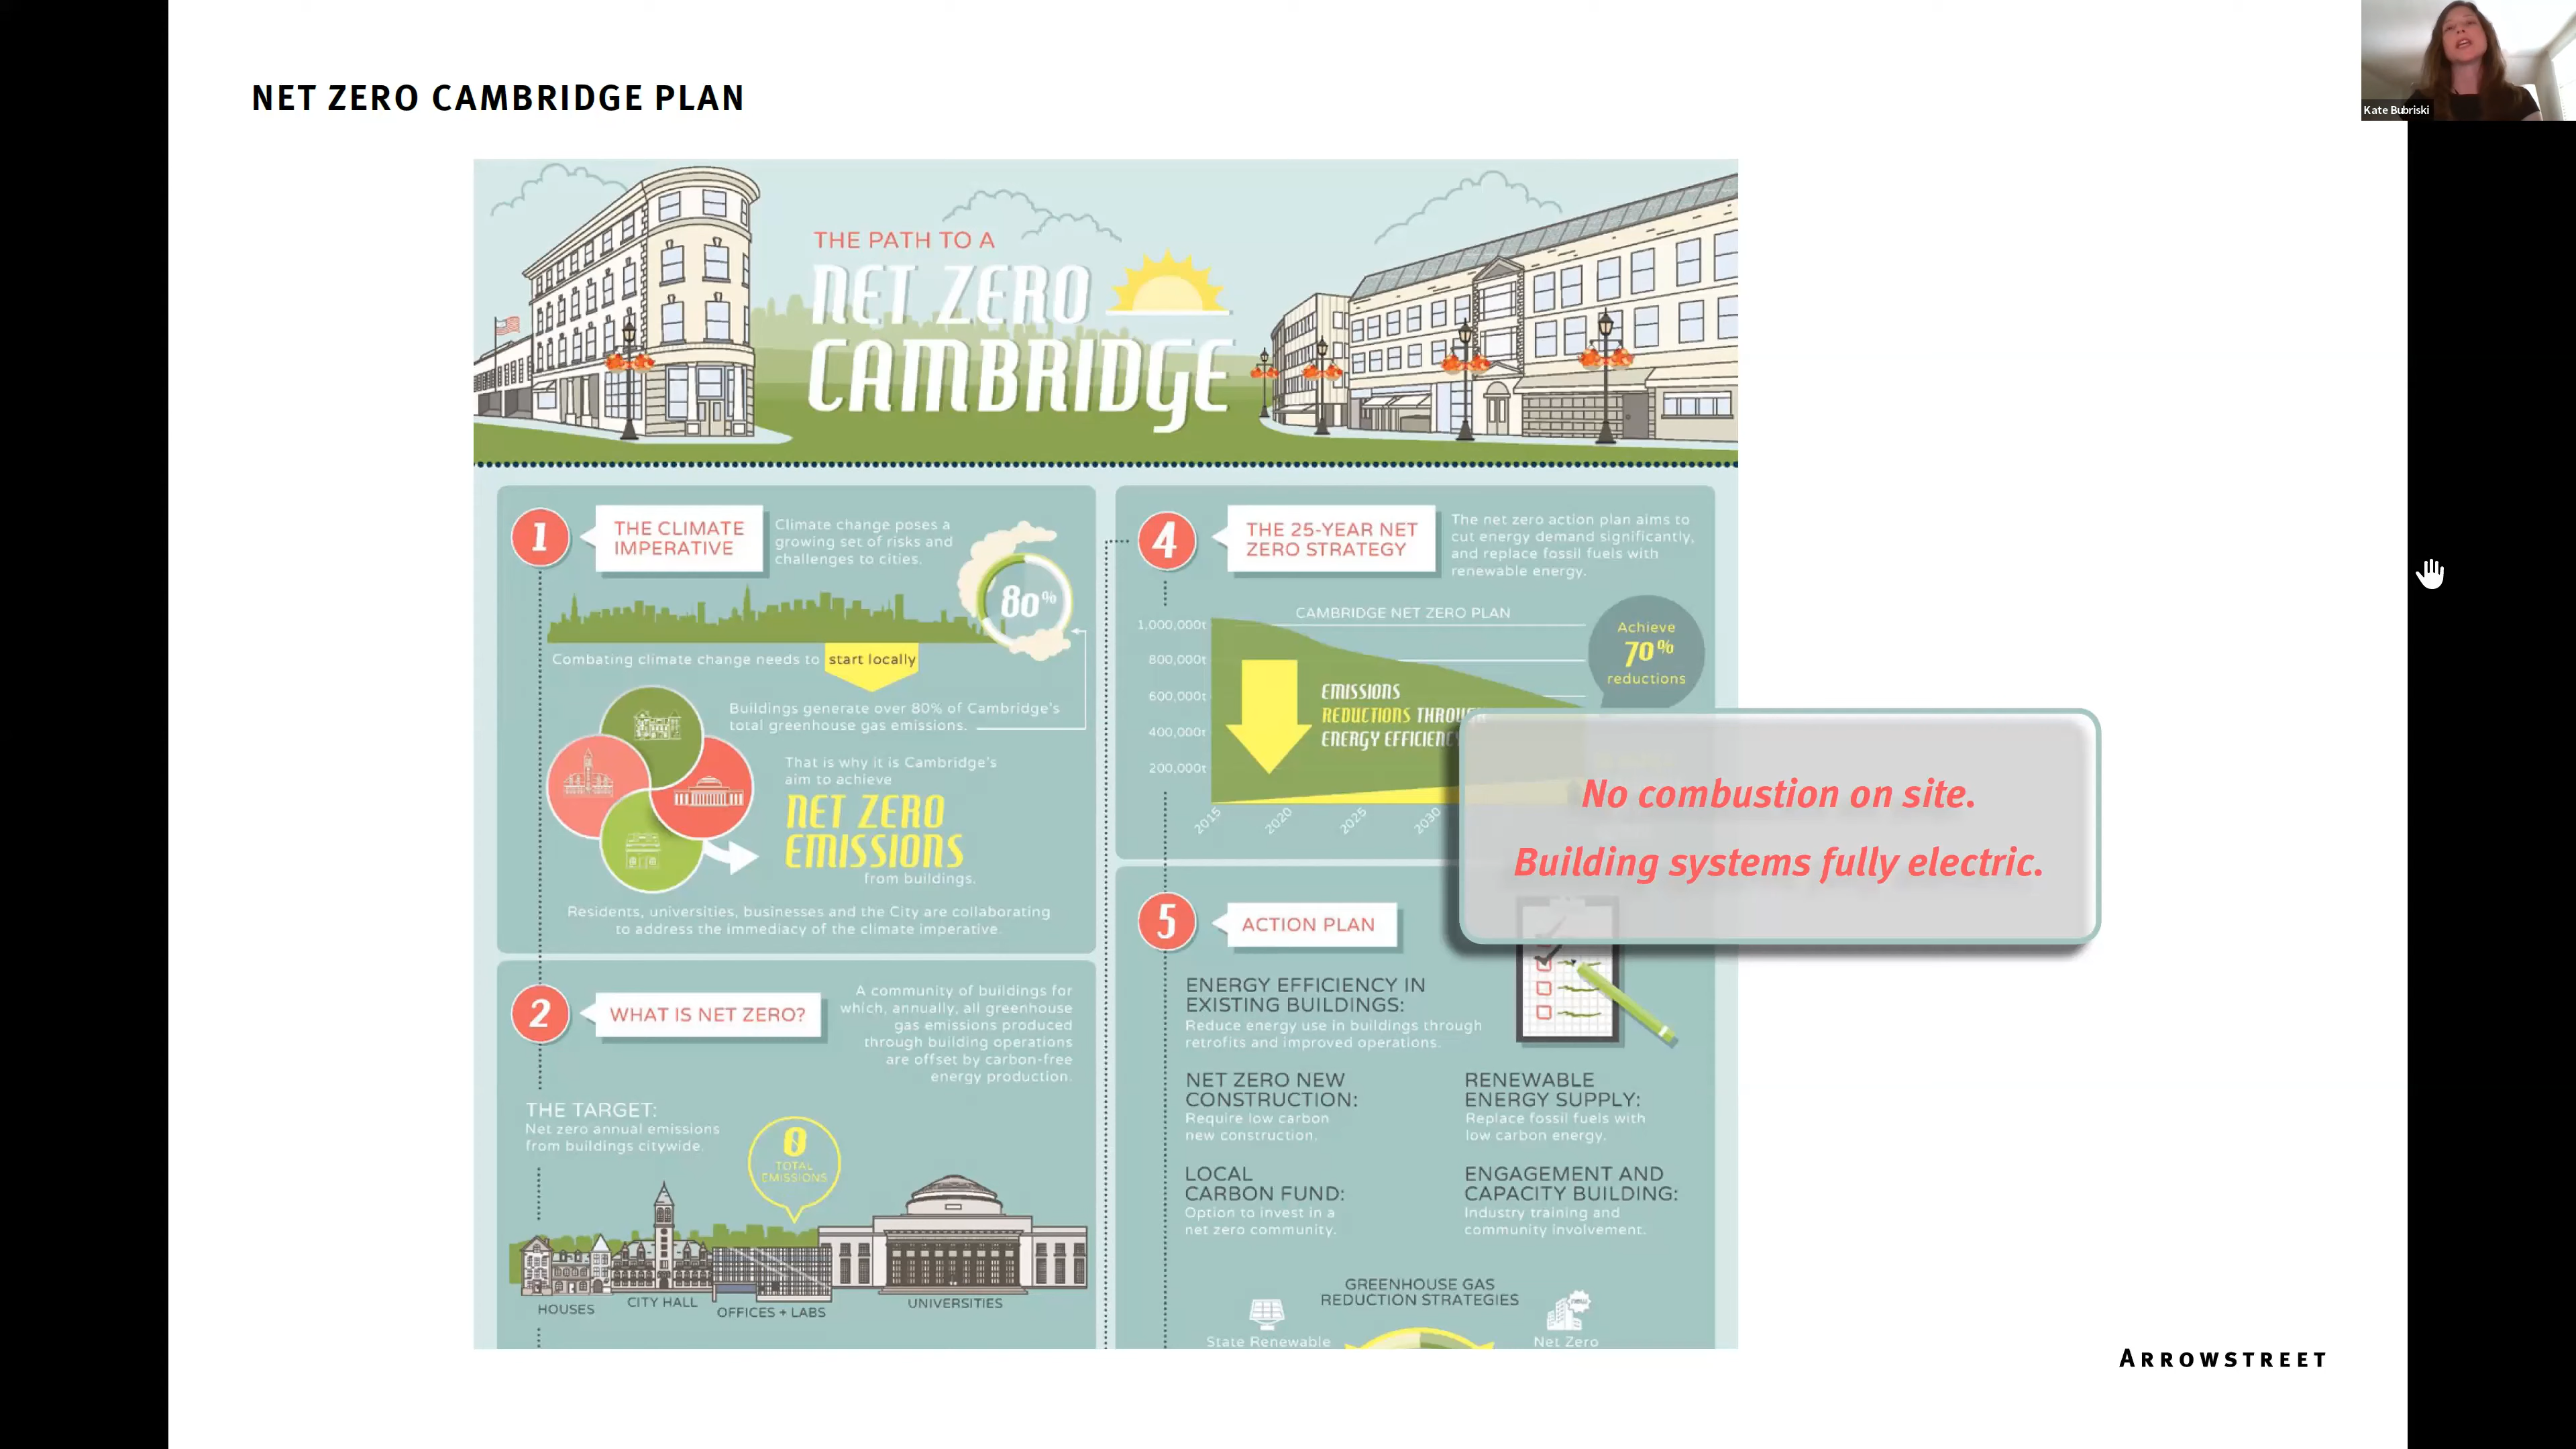 NET ZERO CAMBRIDGE PLAN
Kate Bubriski
THE PATH TO A
NET ZERO
CAMBRIDGE
1
THE CLIMATE
IMPERATIVE
Climate change poses a
growing set of risks and
challenges to cities.
80%
Combating climate change needs to start locally
Buildings generate over 80% of Cambridge's
total greenhouse gas emissions.
That is why it is Cambridge's
aim to achieve
NET ZERO
EMISSIONS
from buildings.
Residents, universities, businesses and the City are collaborating
to address the immediacy of the climate imperative.
2
WHAT IS NET ZERO?
A community of buildings for
which, annually, all greenhouse
gas emissions produced
through building operations
are offset by carbon-free
energy production.
THE TARGET:
Net zero annual emissions
from buildings citywide.
0
TOTAL
EMISSIONS
HOUSES
CITY HALL
OFFICES + LABS
UNIVERSITIES
4
THE 25-YEAR NET
ZERO STRATEGY
The net zero action plan aims to
cut energy demand significantly,
and replace fossil fuels with
renewable energy.
CAMBRIDGE NET ZERO PLAN
1,000,000t
800,000t
600,000t
400,000t
200,000t
2015
2020
2025
2030
EMISSIONS
REDUCTIONS THROUGH
ENERGY EFFICIENCY
Achieve
70%
reductions
No combustion on site.
Building systems fully electric.
5
ACTION PLAN
ENERGY EFFICIENCY IN
EXISTING BUILDINGS:
Reduce energy use in buildings through
retrofits and improved operations.
NET ZERO NEW
CONSTRUCTION:
Require low carbon
new construction.
RENEWABLE
ENERGY SUPPLY:
Replace fossil fuels with
low carbon energy.
LOCAL
CARBON FUND:
Option to invest in a
net zero community.
ENGAGEMENT AND
CAPACITY BUILDING:
Industry training and
community involvement.
GREENHOUSE GAS
REDUCTION STRATEGIES
State Renewable
new
Net Zero
ARROWSTREET